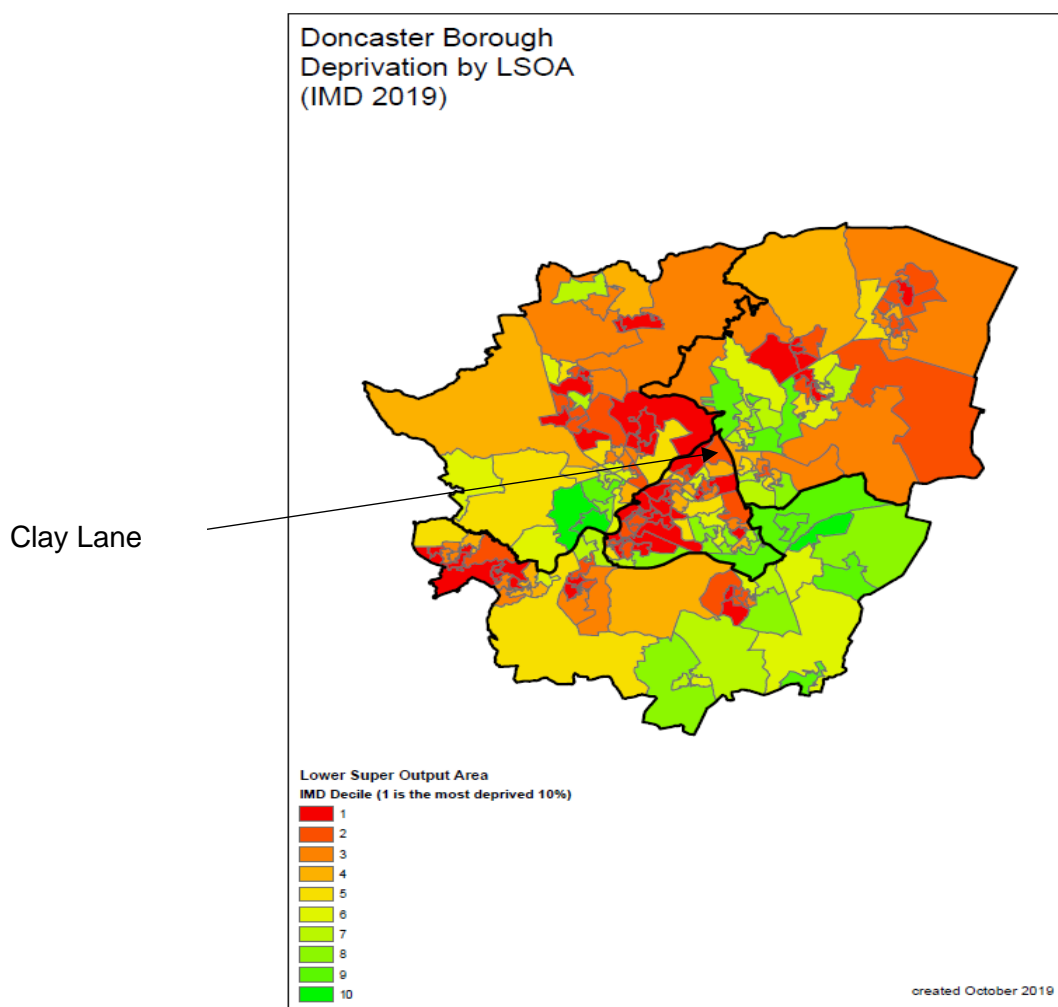 Doncaster Borough
Deprivation by LSOA
(IMD 2019)
Clay Lane
Lower Super Output Area
IMD Decile (1 is the most deprived 10%)
1
2
3
4
5
6
7
8
9
10
created October 2019